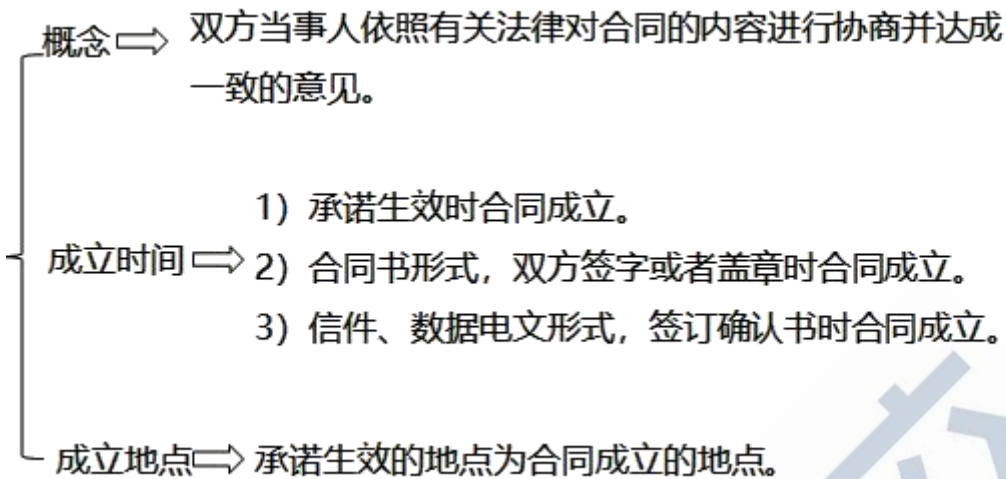 概念 双方当事人依照有关法律对合同的内容进行协商并达成
一致的意见。
1）承诺生效时合同成立。
成立时间 2）合同书形式，双方签字或者盖章时合同成立。
3）信件、数据电文形式，签订确认书时合同成立。
成立地点 承诺生效的地点为合同成立的地点。